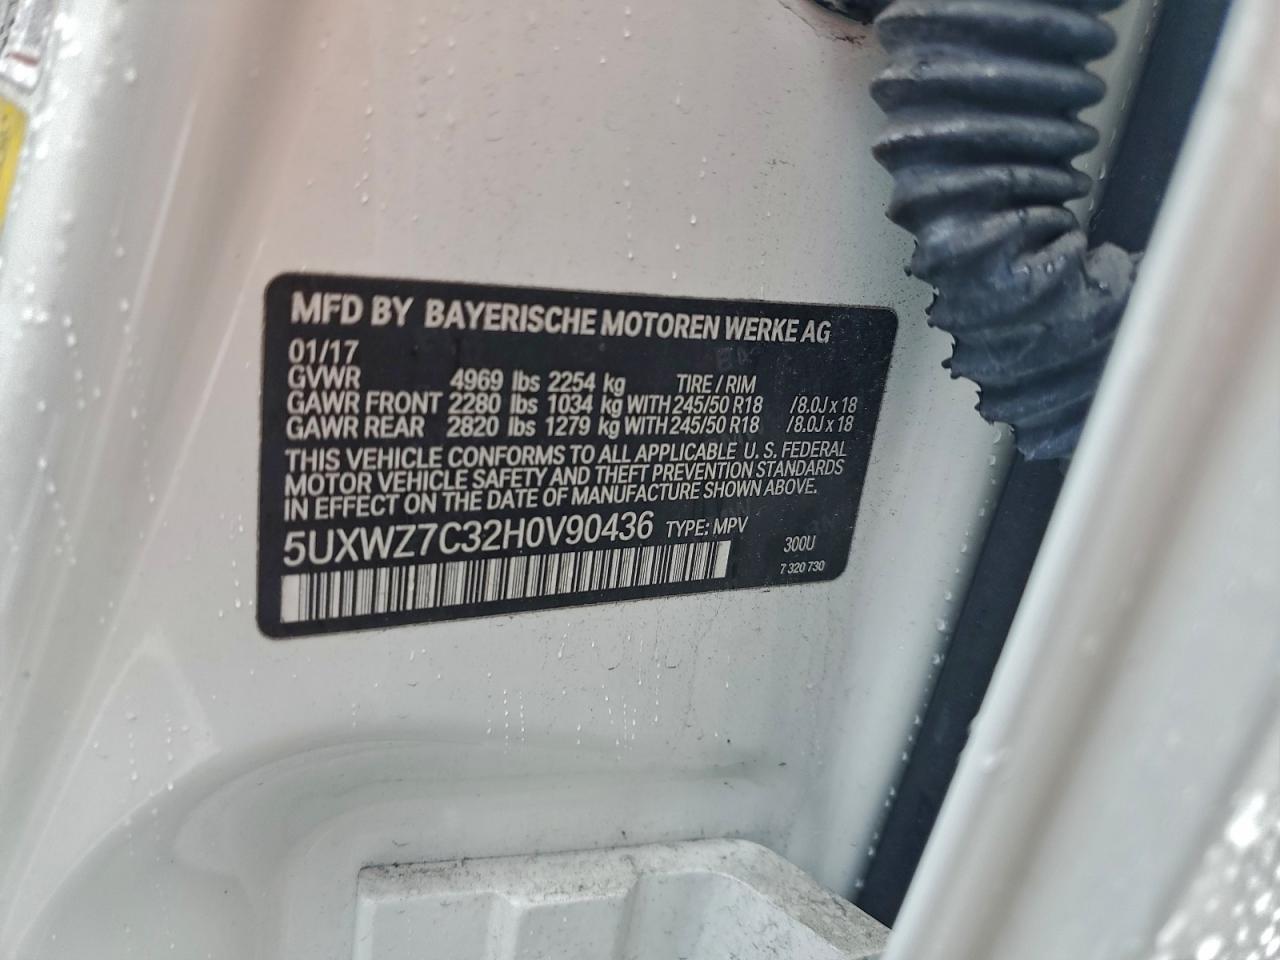 MFD BY BAYERISCHE MOTOREN WERKE AG
01/17
GVWR 4969 lbs 2254 kg TIRE / RIM
GAWR FRONT 2280 lbs 1034 kg WITH 245/50 R18 /8.0J x 18
GAWR REAR 2820 lbs 1279 kg WITH 245/50 R18 /8.0J x 18
THIS VEHICLE CONFORMS TO ALL APPLICABLE U. S. FEDERAL
MOTOR VEHICLE SAFETY AND THEFT PREVENTION STANDARDS
IN EFFECT ON THE DATE OF MANUFACTURE SHOWN ABOVE.
5UXWZ7C32H0V90436 TYPE: MPV
300U
7 320 730